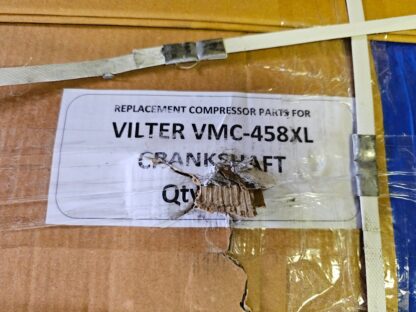 REPLACEMENT COMPRESSOR PARTS FOR
VILTER VMC-458XL
CRANKSHAFT
Qty